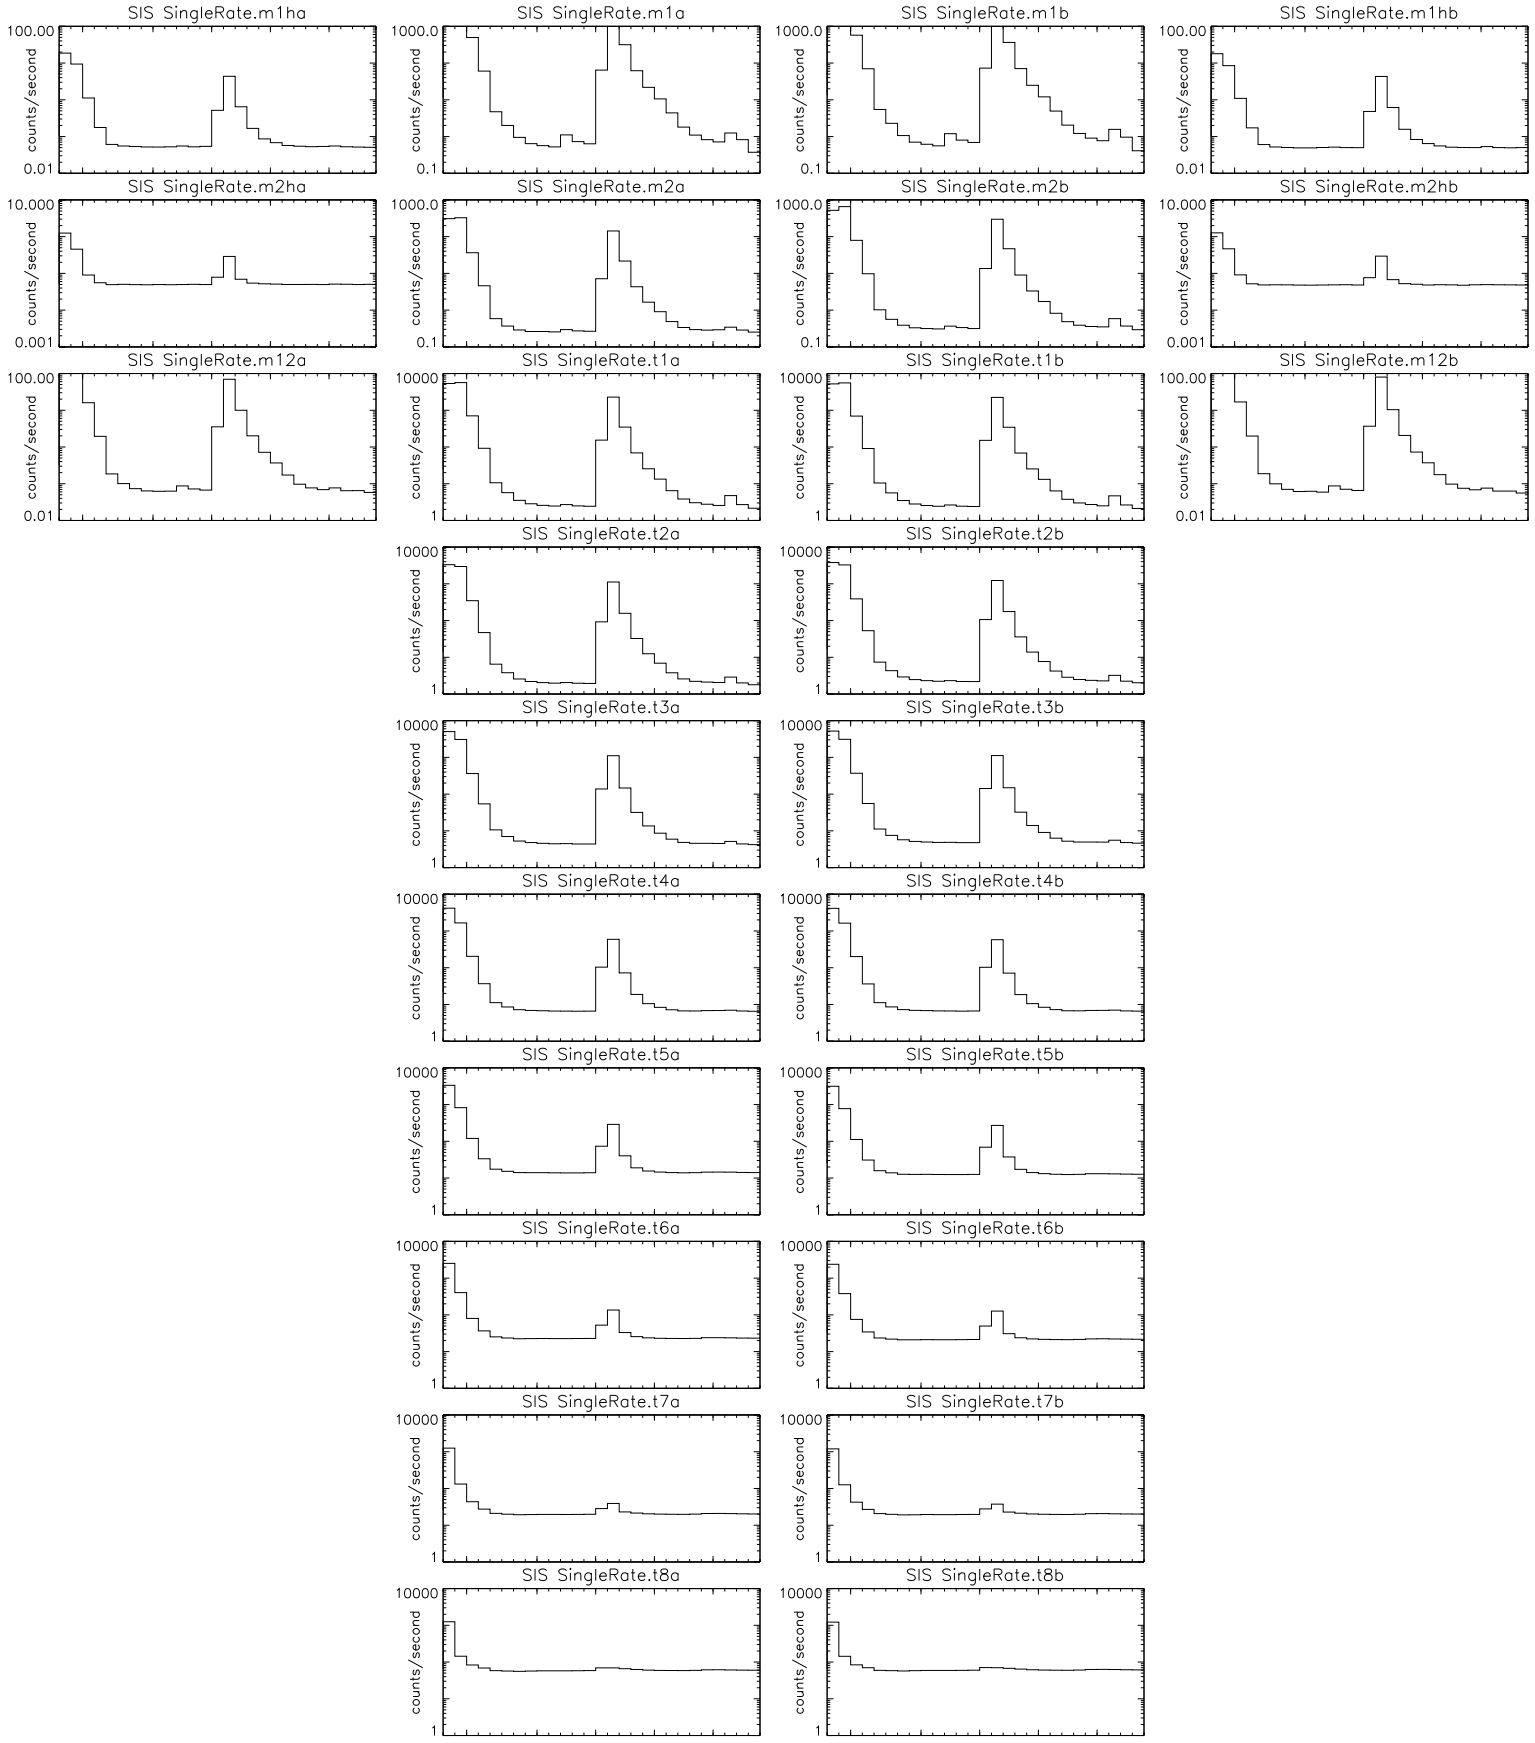 SIS SingleRate.m1ha
100.00
counts/second
0.01
SIS SingleRate.m1a
1000.0
counts/second
0.1
SIS SingleRate.m1b
1000.0
counts/second
0.1
SIS SingleRate.m1hb
100.00
counts/second
0.01
SIS SingleRate.m2ha
10.000
counts/second
0.001
SIS SingleRate.m2a
1000.0
counts/second
0.1
SIS SingleRate.m2b
1000.0
counts/second
0.1
SIS SingleRate.m2hb
10.000
counts/second
0.001
SIS SingleRate.m12a
100.00
counts/second
0.01
SIS SingleRate.t1a
10000
counts/second
1
SIS SingleRate.t1b
10000
counts/second
1
SIS SingleRate.m12b
100.00
counts/second
0.01
SIS SingleRate.t2a
10000
counts/second
1
SIS SingleRate.t2b
10000
counts/second
1
SIS SingleRate.t3a
10000
counts/second
1
SIS SingleRate.t3b
10000
counts/second
1
SIS SingleRate.t4a
10000
counts/second
1
SIS SingleRate.t4b
10000
counts/second
1
SIS SingleRate.t5a
10000
counts/second
1
SIS SingleRate.t5b
10000
counts/second
1
SIS SingleRate.t6a
10000
counts/second
1
SIS SingleRate.t6b
10000
counts/second
1
SIS SingleRate.t7a
10000
counts/second
1
SIS SingleRate.t7b
10000
counts/second
1
SIS SingleRate.t8a
10000
counts/second
1
SIS SingleRate.t8b
10000
counts/second
1